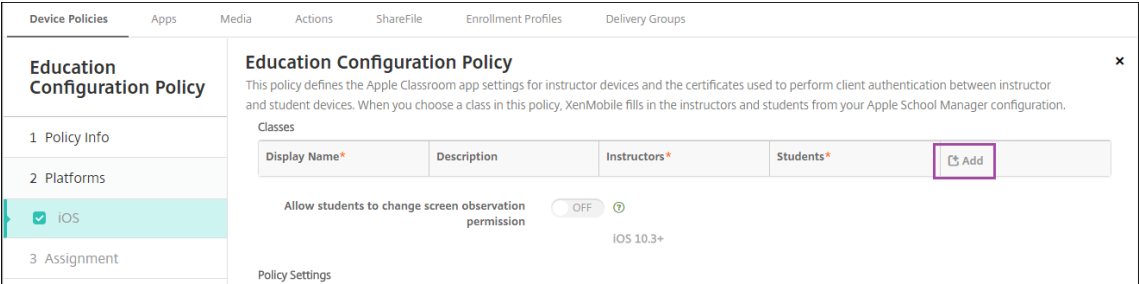 Device Policies Apps Media Actions ShareFile Enrollment Profiles Delivery Groups
Education
Configuration Policy
1 Policy Info
2 Platforms
iOS
3 Assignment
Education Configuration Policy
This policy defines the Apple Classroom app settings for instructor devices and the certificates used to perform client authentication between instructor
and student devices. When you choose a class in this policy, XenMobile fills in the instructors and students from your Apple School Manager configuration.
Classes
Display Name* Description Instructors* Students* Add
Allow students to change screen observation
permission
OFF
iOS 10.3+
Policy Settings